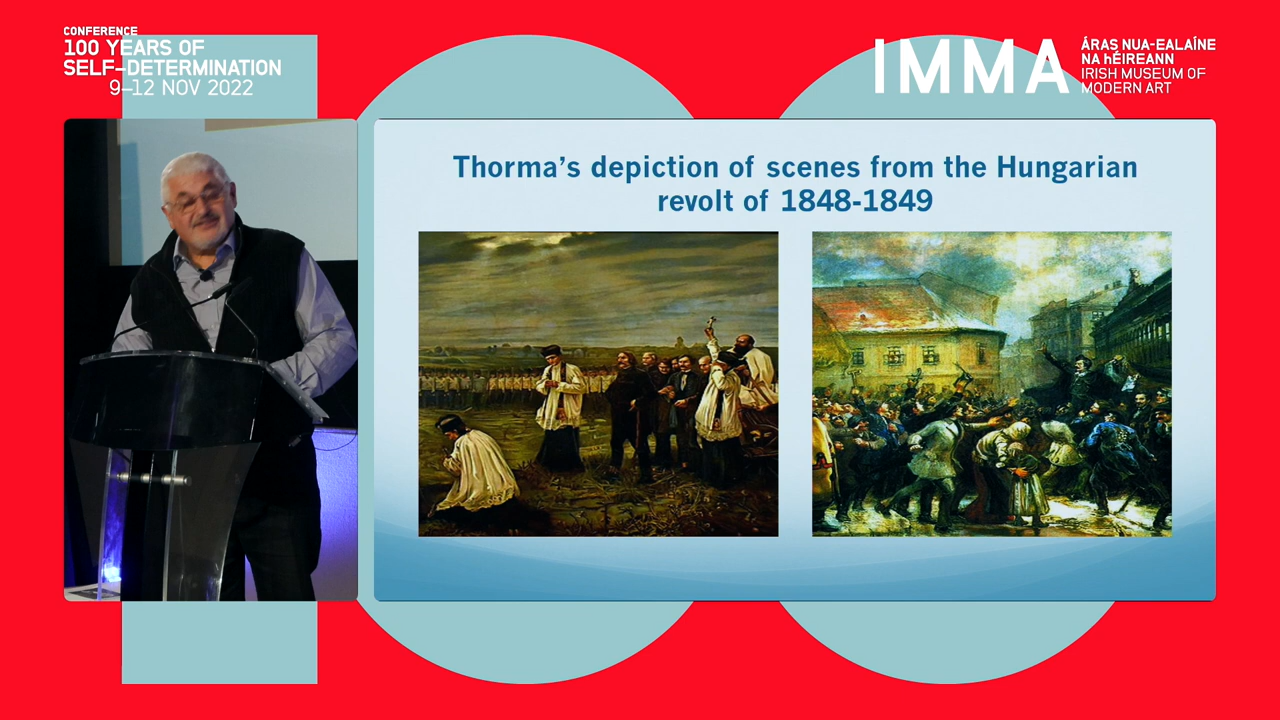 CONFERENCE
100 YEARS OF
SELF-DETERMINATION
9–12 NOV 2022
IMMA
ÁRAS NUA-EALAÍNE
NA hÉIREANN
IRISH MUSEUM OF
MODERN ART
Thorma's depiction of scenes from the Hungarian
revolt of 1848-1849